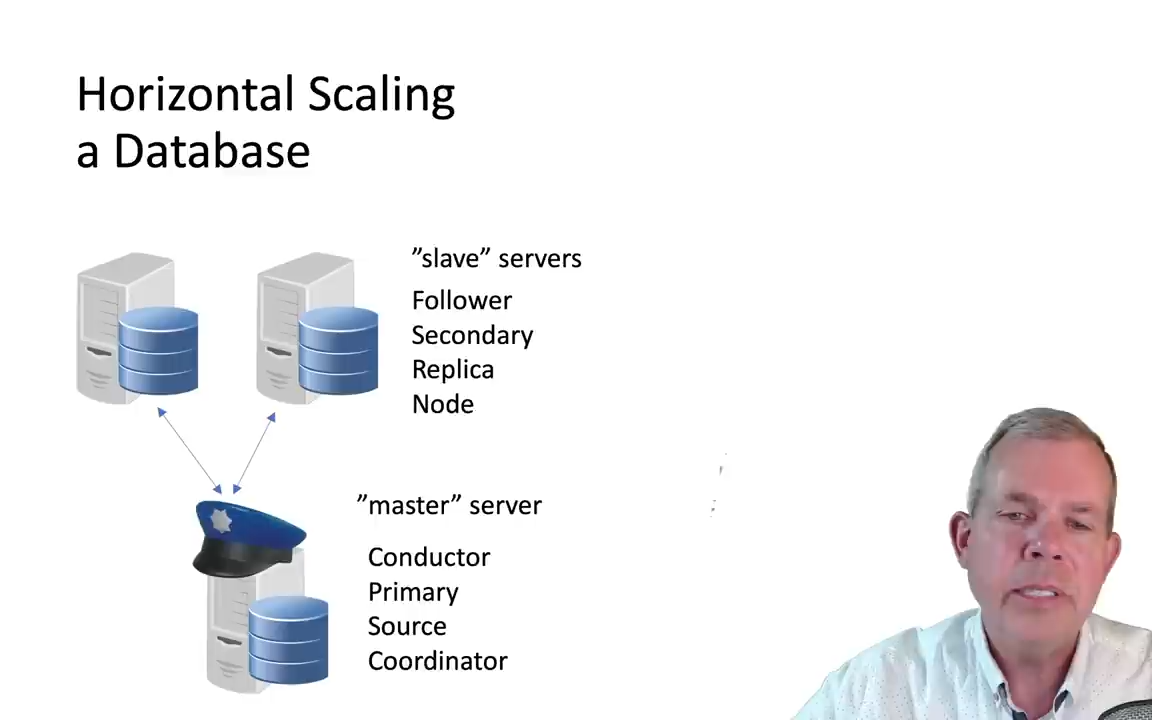 Horizontal Scaling
a Database
”slave” servers
Follower
Secondary
Replica
Node
”master” server
Conductor
Primary
Source
Coordinator